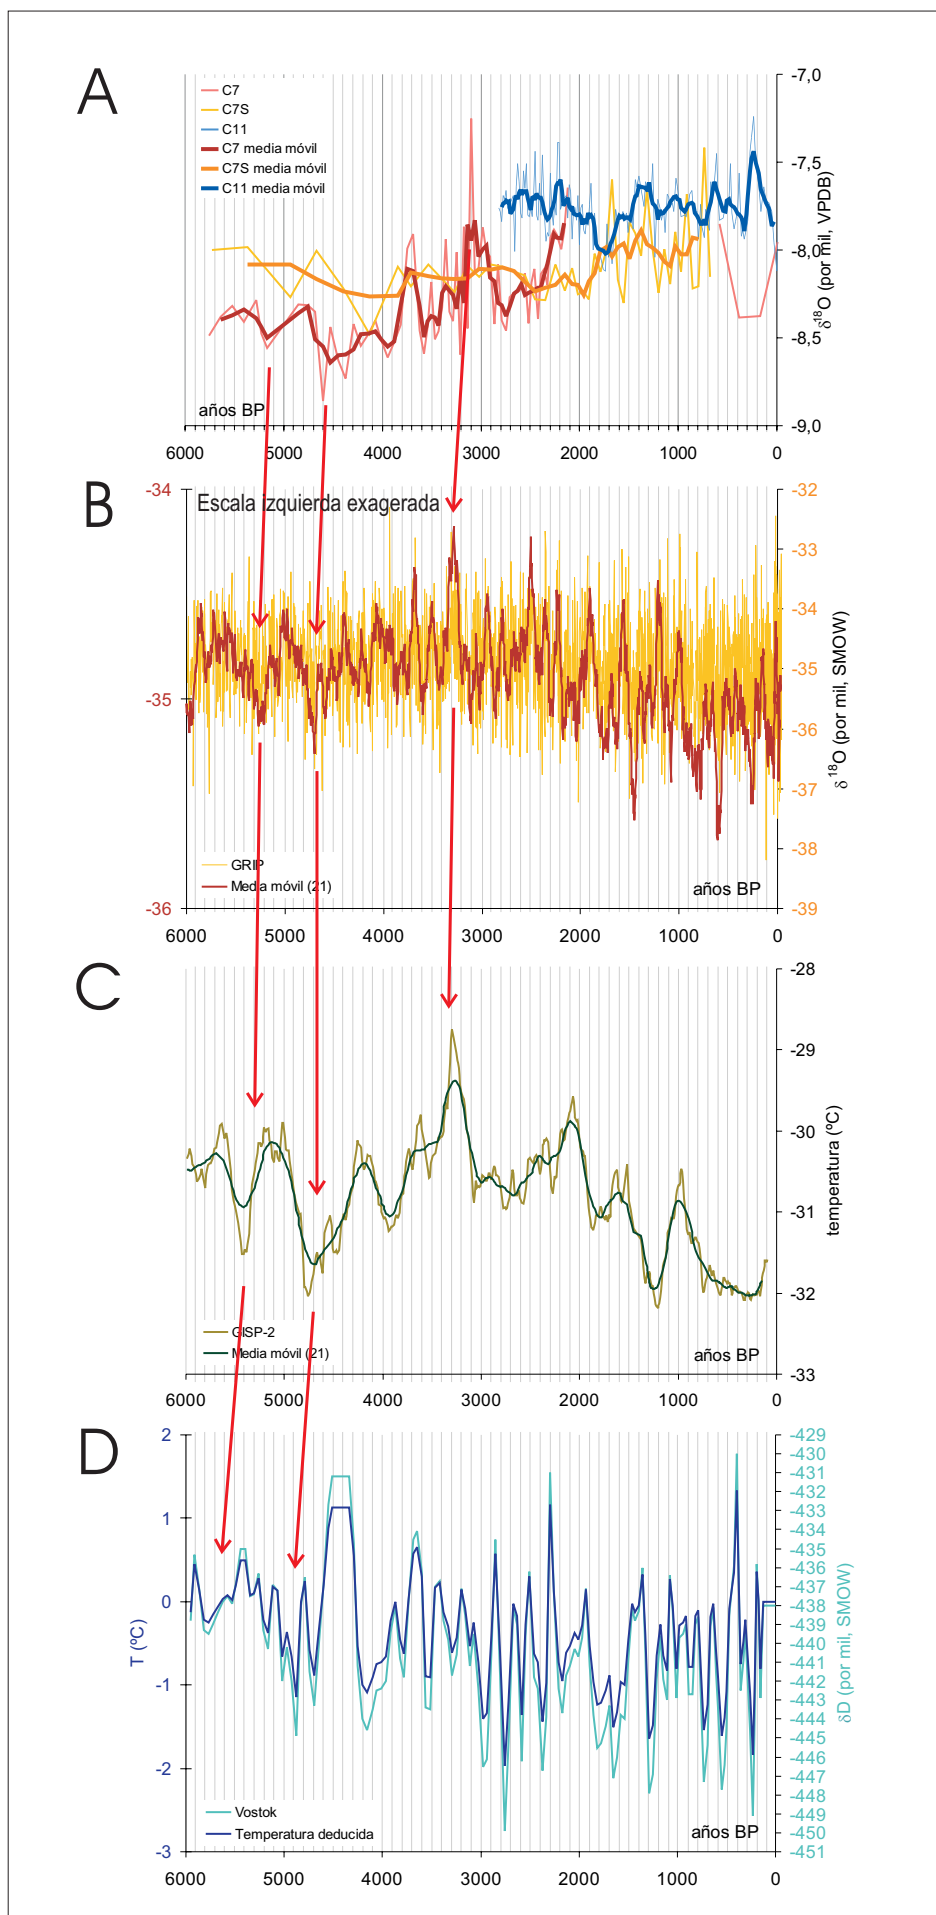 A
C7
C7S
C11
C7 media móvil
C7S media móvil
C11 media móvil
-7,0
-7,5
-8,0
-8,5
-9,0
δ18O (por mil, VPDB)
años BP
6000 5000 4000 3000 2000 1000 0
B
Escala izquierda exagerada
-34
-35
-36
-32
-33
-34
-35
-36
-37
-38
-39
δ 18O (por mil, SMOW)
GRIP
Media móvil (21)
años BP
6000 5000 4000 3000 2000 1000 0
C
-28
-29
-30
-31
-32
-33
temperatura (ºC)
GISP-2
Media móvil (21)
años BP
6000 5000 4000 3000 2000 1000 0
D
2
1
0
-1
-2
-3
T (ºC)
-429
-430
-431
-432
-433
-434
-435
-436
-437
-438
-439
-440
-441
-442
-443
-444
-445
-446
-447
-448
-449
-450
-451
δD (por mil, SMOW)
Vostok
Temperatura deducida
años BP
6000 5000 4000 3000 2000 1000 0